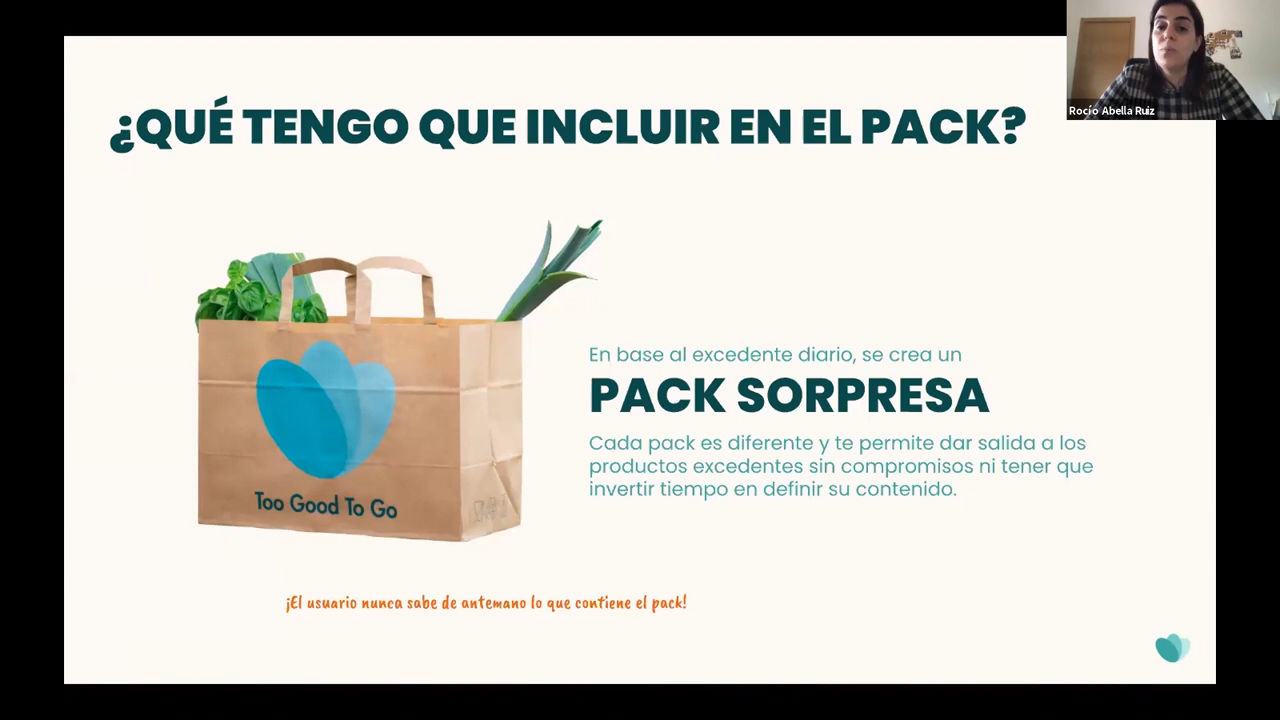 Rocío Abella Ruiz
¿QUÉ TENGO QUE INCLUIR EN EL PACK?
En base al excedente diario, se crea un
PACK SORPRESA
Cada pack es diferente y te permite dar salida a los
productos excedentes sin compromisos ni tener que
invertir tiempo en definir su contenido.
Too Good To Go
¡El usuario nunca sabe de antemano lo que contiene el pack!